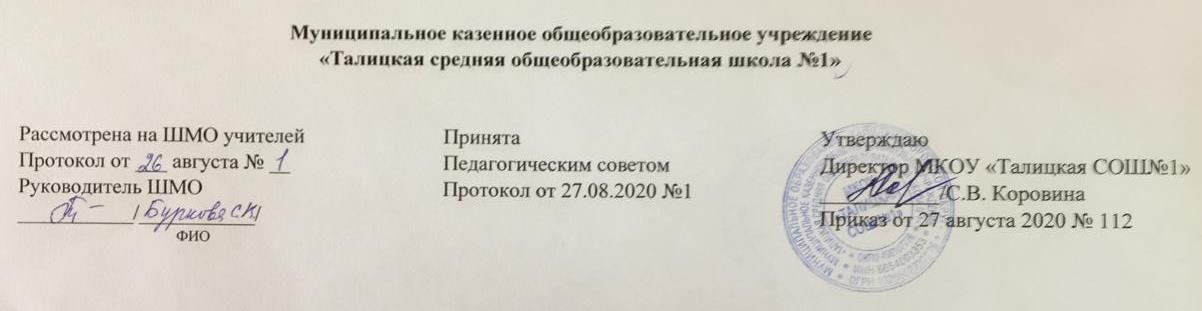 Муниципальное казенное общеобразовательное учреждение
«Талицкая средняя общеобразовательная школа №1»
Рассмотрена на ШМО учителей
Протокол от 26 августа № 1
Руководитель ШМО
/ Буркова С.К/
ФИО
Принята
Педагогическим советом
Протокол от 27.08.2020 №1
Утверждаю
Директор МКОУ «Талицкая СОШ№1»
/С.В. Коровина
Приказ от 27 августа 2020 № 112